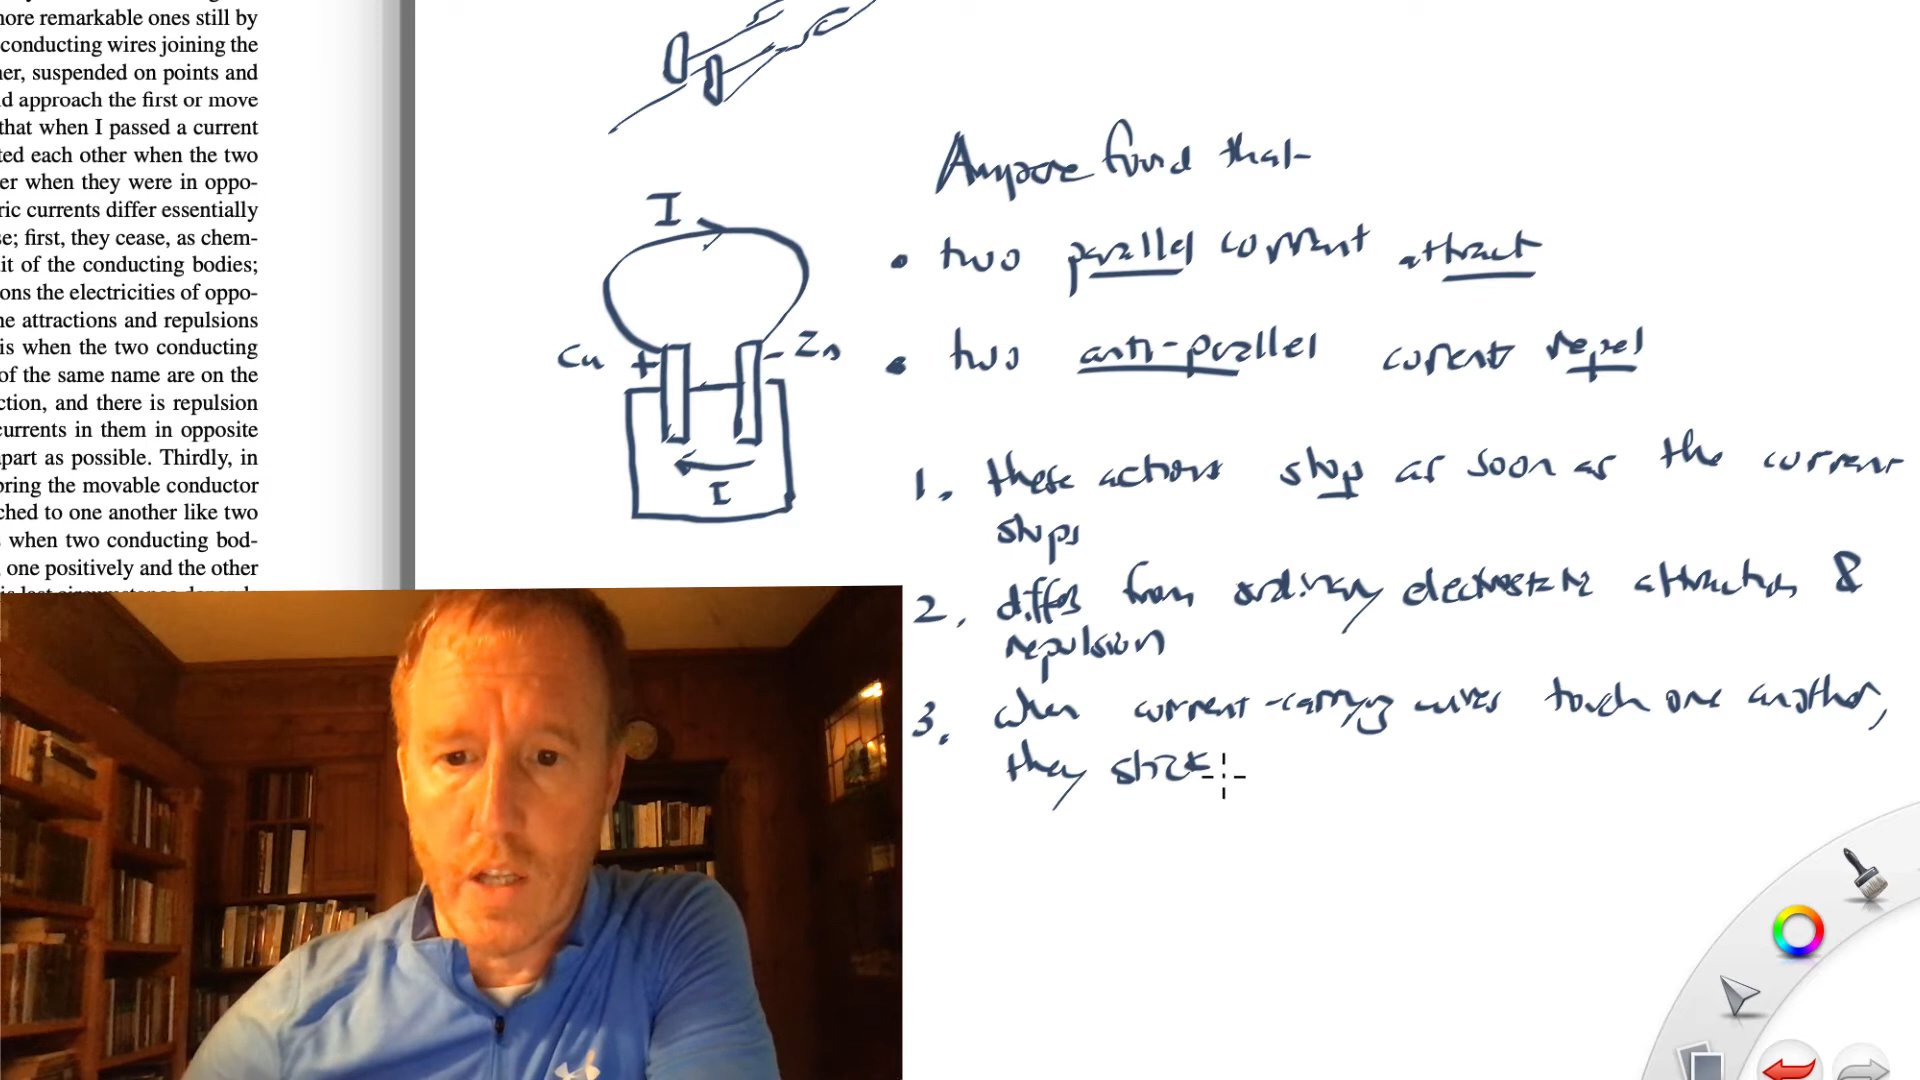 nore remarkable ones still by
conducting wires joining the
ner, suspended on points and
d approach the first or move
that when I passed a current
ted each other when the two
er when they were in oppo-
ric currents differ essentially
se; first, they cease, as chem-
it of the conducting bodies;
ons the electricities of oppo-
ne attractions and repulsions
is when the two conducting
of the same name are on the
ction, and there is repulsion
currents in them in opposite
apart as possible. Thirdly, in
bring the movable conductor
ched to one another like two
when two conducting bod-
, one positively and the other
I
Cu + - Zn
I
Ampere found that
• two parallel current attract
• two anti-parallel current repel
1. these actions stop as soon as the current
stops
2. differs from ordinary electrostatic attraction &
repulsion
3. when current-carrying wires touch one another,
they stick